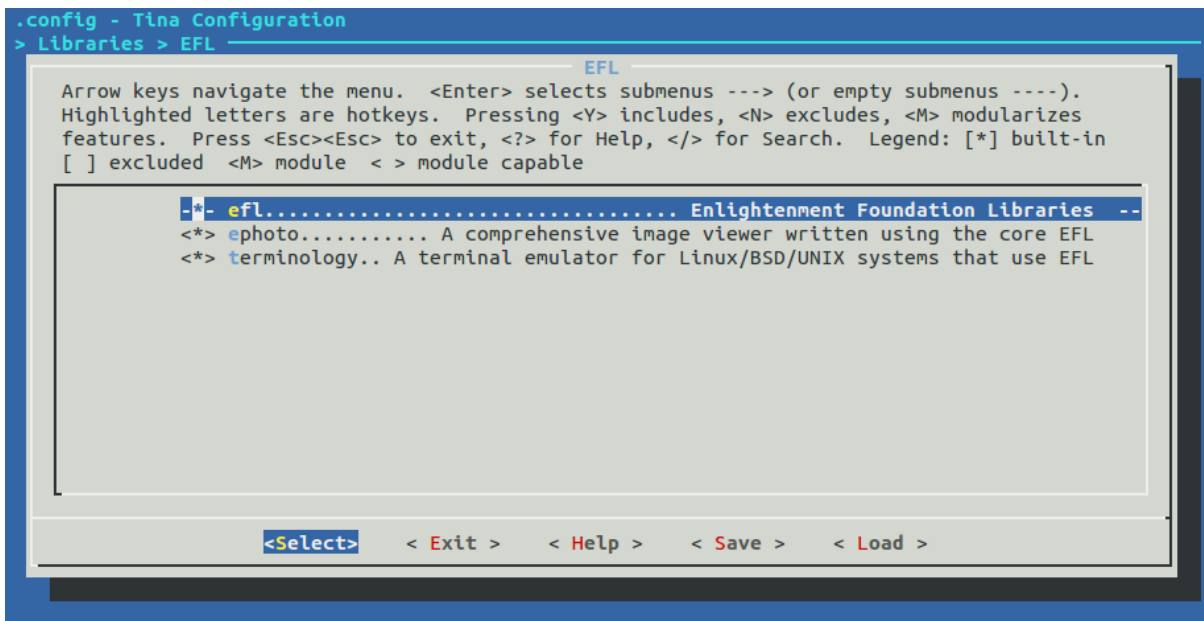 .config - Tina Configuration
> Libraries > EFL
EFL
Arrow keys navigate the menu.  <Enter> selects submenus ---> (or empty submenus ----).
Highlighted letters are hotkeys.  Pressing <Y> includes, <N> excludes, <M> modularizes
features.  Press <Esc><Esc> to exit, <?> for Help, </> for Search.  Legend: [*] built-in
[ ] excluded  <M> module  < > module capable
-*- efl................................... Enlightenment Foundation Libraries  --
<*> ephoto........... A comprehensive image viewer written using the core EFL
<*> terminology.. A terminal emulator for Linux/BSD/UNIX systems that use EFL
<Select>    < Exit >    < Help >    < Save >    < Load >